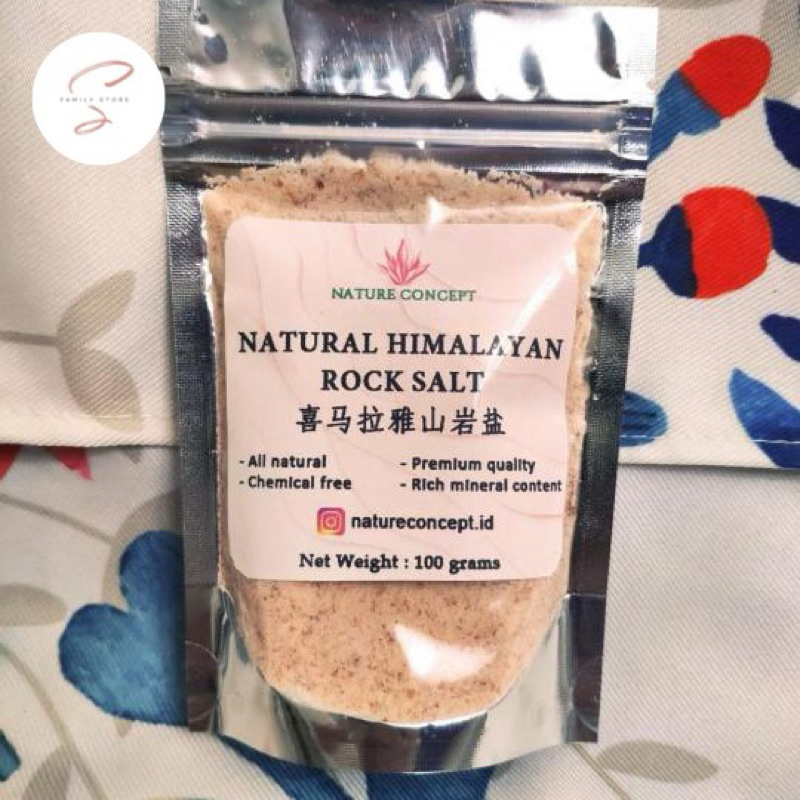 FAMILY STORE
NATURE CONCEPT
NATURAL HIMALAYAN
ROCK SALT
喜马拉雅山岩盐
- All natural
- Chemical free
- Premium quality
- Rich mineral content
natureconcept.id
Net Weight : 100 grams